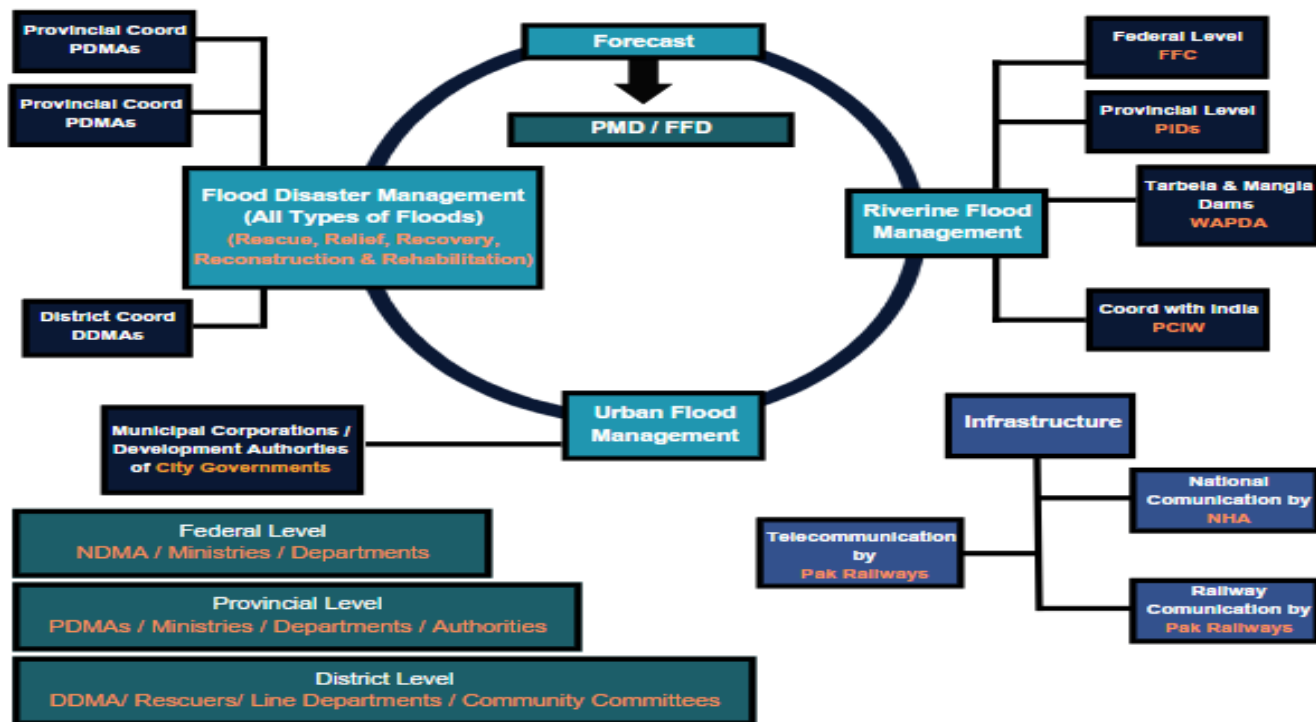 Provincial Coord
PDMAs
Provincial Coord
PDMAs
Flood Disaster Management
(All Types of Floods)
(Rescue, Relief, Recovery,
Reconstruction & Rehabilitation)
District Coord
DDMAs
Forecast
PMD / FFD
Riverine Flood
Management
Federal Level
FFC
Provincial Level
PIDs
Tarbela & Mangla
Dams
WAPDA
Coord with India
PCIW
Urban Flood
Management
Municipal Corporations /
Development Authorties
of City Governments
Infrastructure
National
Comunication by
NHA
Telecommunication
by
Pak Railways
Railway
Comunication by
Pak Railways
Federal Level
NDMA / Ministries / Departments
Provincial Level
PDMAs / Ministries / Departments / Authorities
District Level
DDMA/ Rescuers/ Line Departments / Community Committees